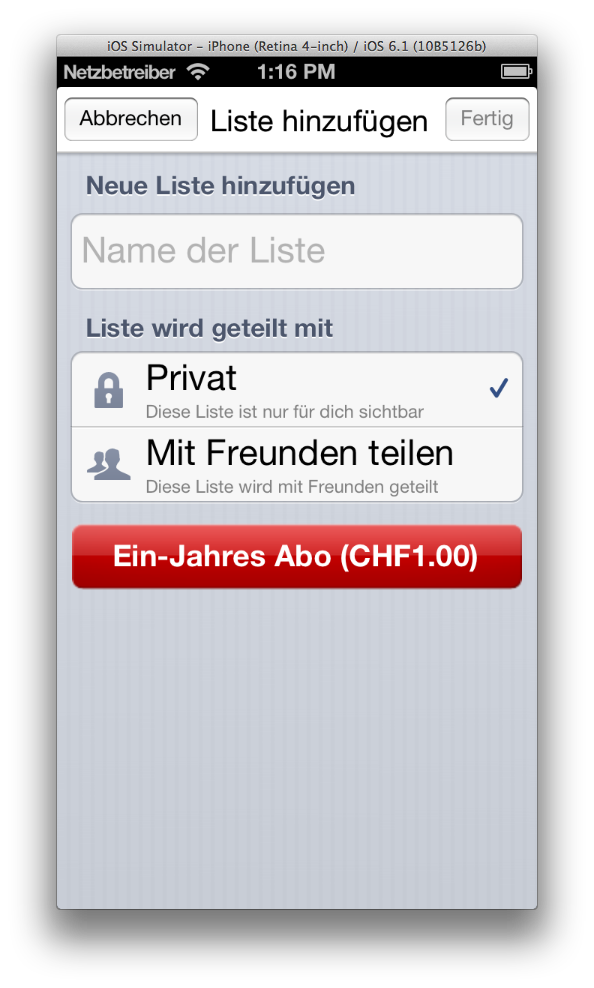 iOS Simulator – iPhone (Retina 4-inch) / iOS 6.1 (10B5126b)
Netzbetreiber 1:16 PM
Abbrechen Liste hinzufügen Fertig
Neue Liste hinzufügen
Name der Liste
Liste wird geteilt mit
Privat
Diese Liste ist nur für dich sichtbar
Mit Freunden teilen
Diese Liste wird mit Freunden geteilt
Ein-Jahres Abo (CHF1.00)